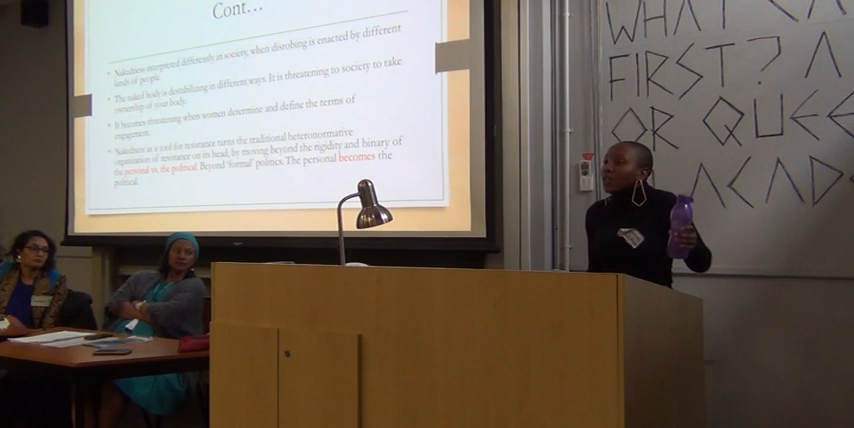 Cont…
• Nakedness interpreted differently in society, when disrobing is enacted by different
kinds of people.
• The naked body is destabilizing in different ways. It is threatening to society to take
ownership of your body.
• It becomes threatening when women determine and define the terms of
engagement.
• Nakedness as a tool for resistance turns the traditional heteronormative
organization of resistance on its head, by moving beyond the rigidity and binary of
the personal vs. the political. Beyond ‘formal’ politics. The personal becomes the
political.
WHAT
FIRST?
OR QUEE
ACAD